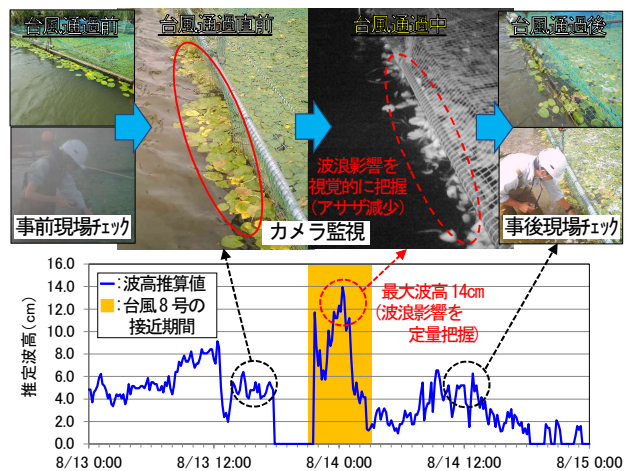 台風通過前
台風通過直前
台風通過中
台風通過後
波浪影響を
視覚的に把握
(アサザ減少)
事前現場チェック
カメラ監視
事後現場チェック
16.0
14.0
12.0
10.0
8.0
6.0
4.0
2.0
0.0
推定波高(cm)
:波高推算値
:台風8号の
接近期間
最大波高14cm
(波浪影響を
定量把握)
8/13 0:00
8/13 12:00
8/14 0:00
8/14 12:00
8/15 0:00